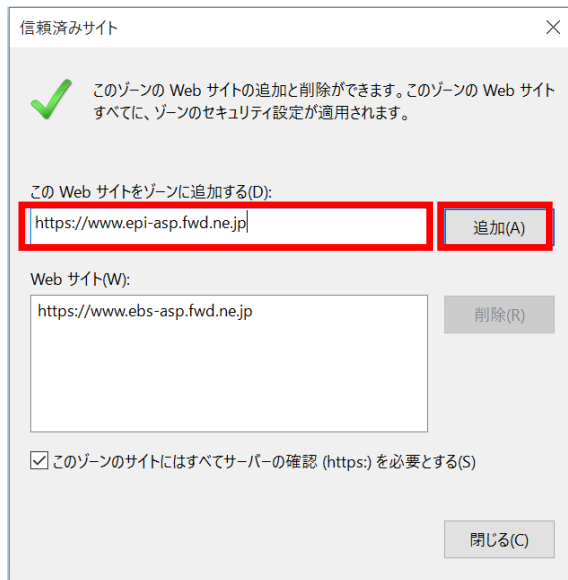 信頼済みサイト
このゾーンの Web サイトの追加と削除ができます。このゾーンの Web サイト
すべてに、ゾーンのセキュリティ設定が適用されます。
この Web サイトをゾーンに追加する(D):
https://www.epi-asp.fwd.ne.jp
追加(A)
Web サイト(W):
https://www.ebs-asp.fwd.ne.jp
削除(R)
このゾーンのサイトにはすべてサーバーの確認 (https:) を必要とする(S)
閉じる(C)